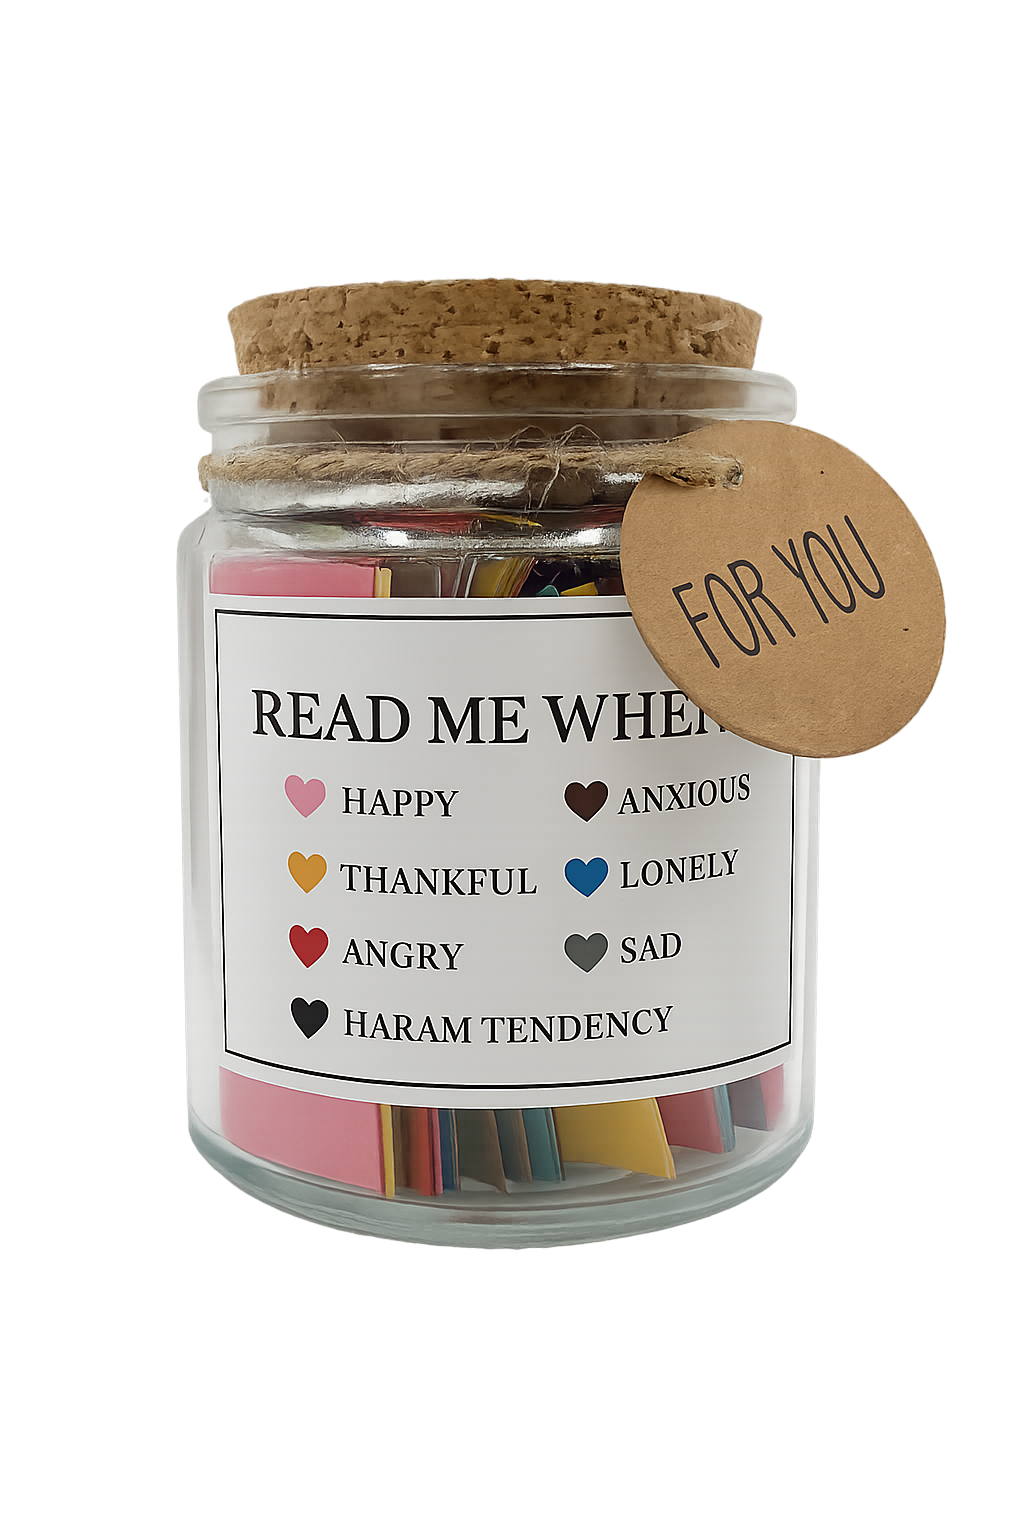 FOR YOU
READ ME WHEN
HAPPY
ANXIOUS
THANKFUL
LONELY
ANGRY
SAD
HARAM TENDENCY